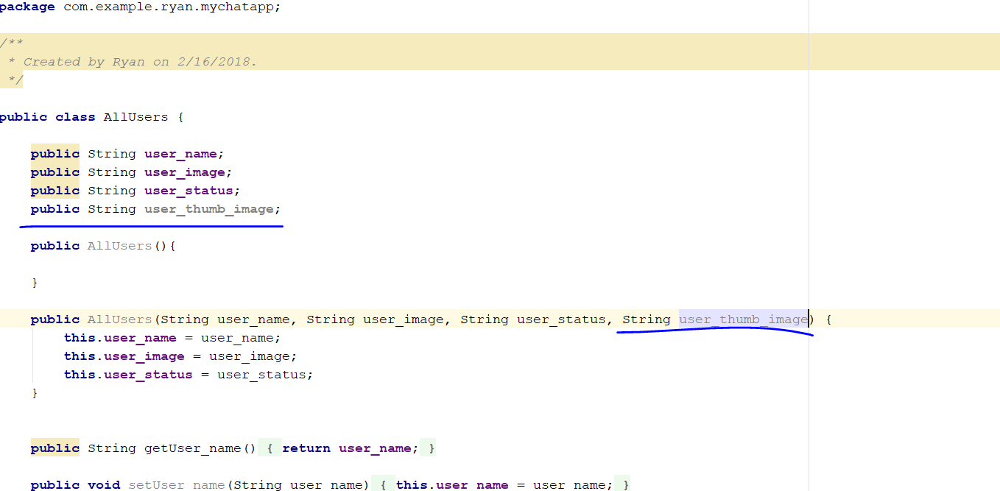 package com.example.ryan.mychatapp;
/**
* Created by Ryan on 2/16/2018.
*/
public class AllUsers {
public String user_name;
public String user_image;
public String user_status;
public String user_thumb_image;
public AllUsers(){
}
public AllUsers(String user_name, String user_image, String user_status, String user_thumb_image) {
this.user_name = user_name;
this.user_image = user_image;
this.user_status = user_status;
}
public String getUser_name() { return user_name; }
public void setUser_name(String user_name) { this.user_name = user_name; }